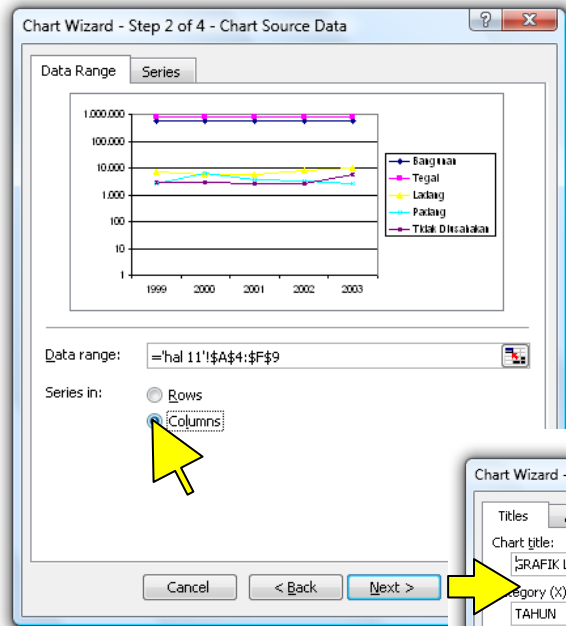 Chart Wizard - Step 2 of 4 - Chart Source Data
Data Range Series
1.000.000
100.000
10.000
1.000
100
10
1
1999 2000 2001 2002 2003
Bangunan
Tegal
Ladang
Padang
Tidak Diusahakan
Data range: ='hal 11'!$A$4:$F$9
Series in: Rows
Columns
Cancel < Back Next >
Chart Wizard -
Titles
Chart title:
GRAFIK L
egory (X)
TAHUN